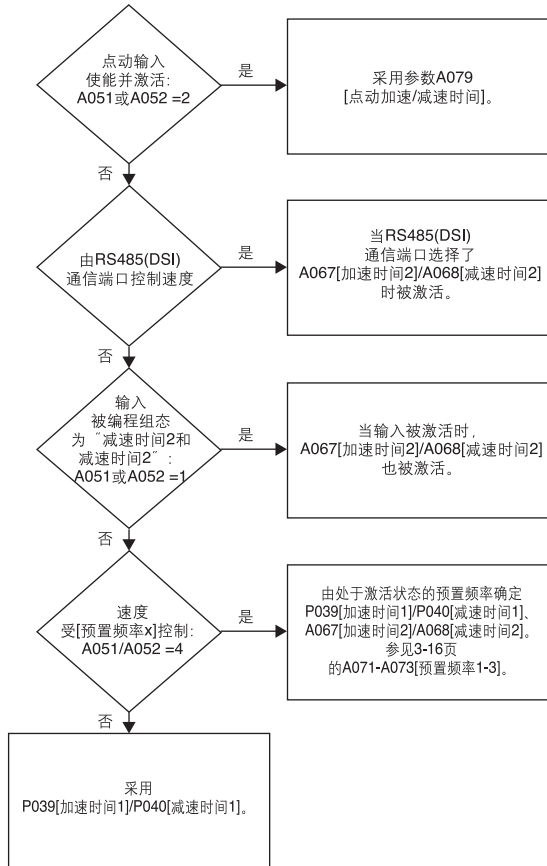 点动输入
使能并激活:
A051或A052 =2
是
采用参数A079
[点动加速/减速时间]。
否
由RS485(DSI)
通信端口控制速度
是
当RS485(DSI)
通信端口选择了
A067[加速时间2]/A068[减速时间2]
时被激活。
否
输入
被编程组态
为“减速时间2和
减速时间2”:
A051或A052 =1
是
当输入被激活时,
A067[加速时间2]/A068[减速时间2]
也被激活。
否
速度
受[预置频率x]控制:
A051/A052 =4
是
由处于激活状态的预置频率确定
P039[加速时间1]/P040[减速时间1]、
A067[加速时间2]/A068[减速时间2]。
参见3-16页
的A071-A073[预置频率1-3]。
否
采用
P039[加速时间1]/P040[减速时间1]。